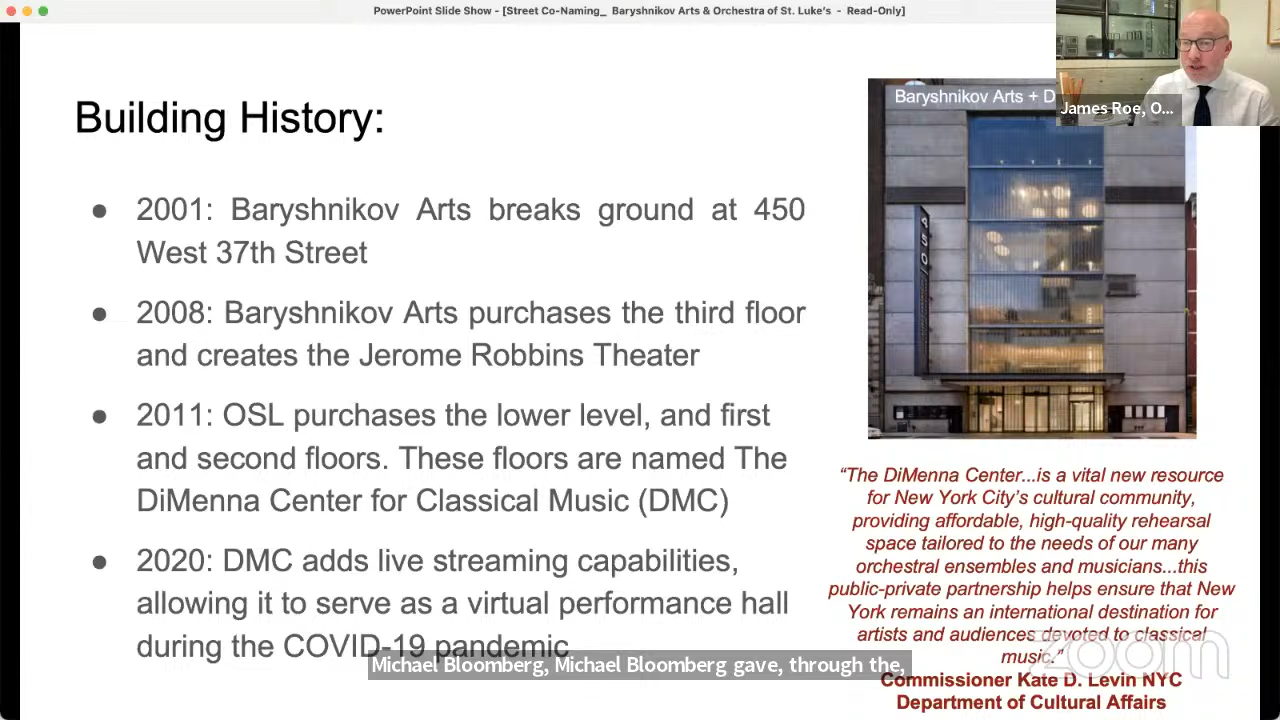 PowerPoint Slide Show - [Street Co-Naming_ Baryshnikov Arts & Orchestra of St. Luke's - Read-Only]
Building History:
● 2001: Baryshnikov Arts breaks ground at 450
West 37th Street
● 2008: Baryshnikov Arts purchases the third floor
and creates the Jerome Robbins Theater
● 2011: OSL purchases the lower level, and first
and second floors. These floors are named The
DiMenna Center for Classical Music (DMC)
● 2020: DMC adds live streaming capabilities,
allowing it to serve as a virtual performance hall
during the COVID-19 pandemic
Baryshnikov Arts + D
James Roe, O...
“The DiMenna Center...is a vital new resource
for New York City’s cultural community,
providing affordable, high-quality rehearsal
space tailored to the needs of our many
orchestral ensembles and musicians...this
public-private partnership helps ensure that New
York remains an international destination for
artists and audiences devoted to classical
music.”
Commissioner Kate D. Levin NYC
Department of Cultural Affairs
zoom
Michael Bloomberg, Michael Bloomberg gave, through the,